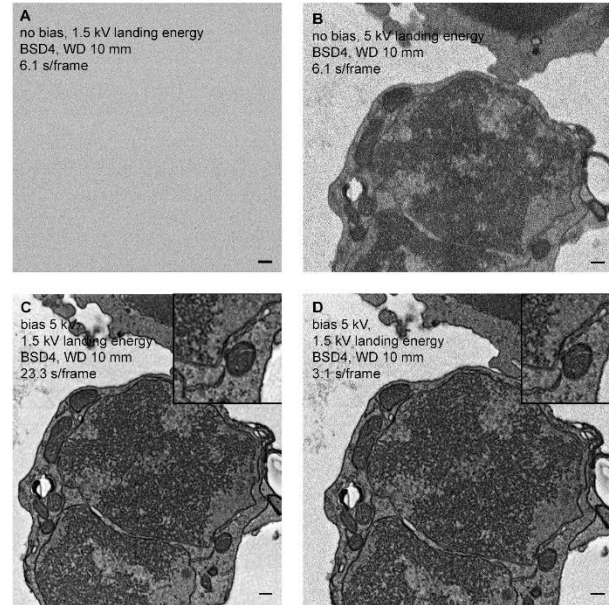 A
no bias, 1.5 kV landing energy
BSD4, WD 10 mm
6.1 s/frame
B
no bias, 5 kV landing energy
BSD4, WD 10 mm
6.1 s/frame
C
bias 5 kV,
1.5 kV landing energy
BSD4, WD 10 mm
23.3 s/frame
D
bias 5 kV,
1.5 kV landing energy
BSD4, WD 10 mm
3.1 s/frame